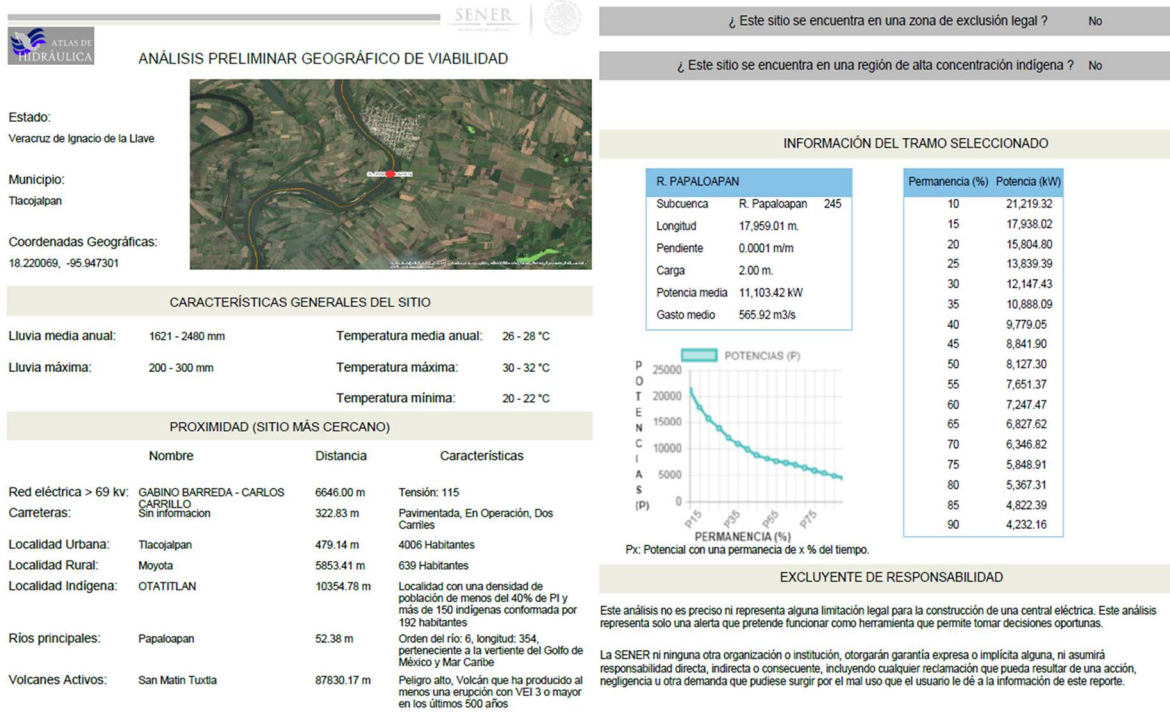 SENER
ATLAS DE
HIDRÁULICA
ANÁLISIS PRELIMINAR GEOGRÁFICO DE VIABILIDAD
Estado:
Veracruz de Ignacio de la Llave
Municipio:
Tlacojalpan
Coordenadas Geográficas:
18.220069, -95.947301
CARACTERÍSTICAS GENERALES DEL SITIO
Lluvia media anual: 1621 - 2480 mm Temperatura media anual: 26 - 28 °C
Lluvia máxima: 200 - 300 mm Temperatura máxima: 30 - 32 °C
Temperatura mínima: 20 - 22 °C
PROXIMIDAD (SITIO MÁS CERCANO)
Nombre Distancia Características
Red eléctrica > 69 kv: GABINO BARREDA - CARLOS CARRILLO 6646.00 m Tensión: 115
Carreteras: Sin informacion 322.83 m Pavimentada, En Operación, Dos
Carriles
Localidad Urbana: Tlacojalpan 479.14 m 4006 Habitantes
Localidad Rural: Moyota 5853.41 m 639 Habitantes
Localidad Indígena: OTATITLAN 10354.78 m Localidad con una densidad de
población de menos del 40% de PI y
más de 150 indígenas conformada por
192 habitantes
Ríos principales: Papaloapan 52.38 m Orden del río: 6, longitud: 354,
perteneciente a la vertiente del Golfo de
México y Mar Caribe
Volcanes Activos: San Matin Tuxtla 87830.17 m Peligro alto, Volcán que ha producido al
menos una erupción con VEI 3 o mayor
en los últimos 500 años
¿ Este sitio se encuentra en una zona de exclusión legal ? No
¿ Este sitio se encuentra en una región de alta concentración indígena ? No
INFORMACIÓN DEL TRAMO SELECCIONADO
R. PAPALOAPAN
Subcuenca R. Papaloapan 245
Longitud 17,959.01 m.
Pendiente 0.0001 m/m
Carga 2.00 m.
Potencia media 11,103.42 kW
Gasto medio 565.92 m3/s
Permanencia (%) Potencia (kW)
10 21,219.32
15 17,938.02
20 15,804.80
25 13,839.39
30 12,147.43
35 10,888.09
40 9,779.05
45 8,841.90
50 8,127.30
55 7,651.37
60 7,247.47
65 6,827.62
70 6,346.82
75 5,848.91
80 5,367.31
85 4,822.39
90 4,232.16
POTENCIAS (P)
POTENCIAS (P)
25000
20000
15000
10000
5000
0
P15 P35 P55 P75
PERMANENCIA (%)
Px: Potencial con una permanecia de x % del tiempo.
EXCLUYENTE DE RESPONSABILIDAD
Este análisis no es preciso ni representa alguna limitación legal para la construcción de una central eléctrica. Este análisis
representa solo una alerta que pretende funcionar como herramienta que permite tomar decisiones oportunas.
La SENER ni ninguna otra organización o institución, otorgarán garantía expresa o implícita alguna, ni asumirá
responsabilidad directa, indirecta o consecuente, incluyendo cualquier reclamación que pueda resultar de una acción,
negligencia u otra demanda que pudiese surgir por el mal uso que el usuario le dé a la información de este reporte.